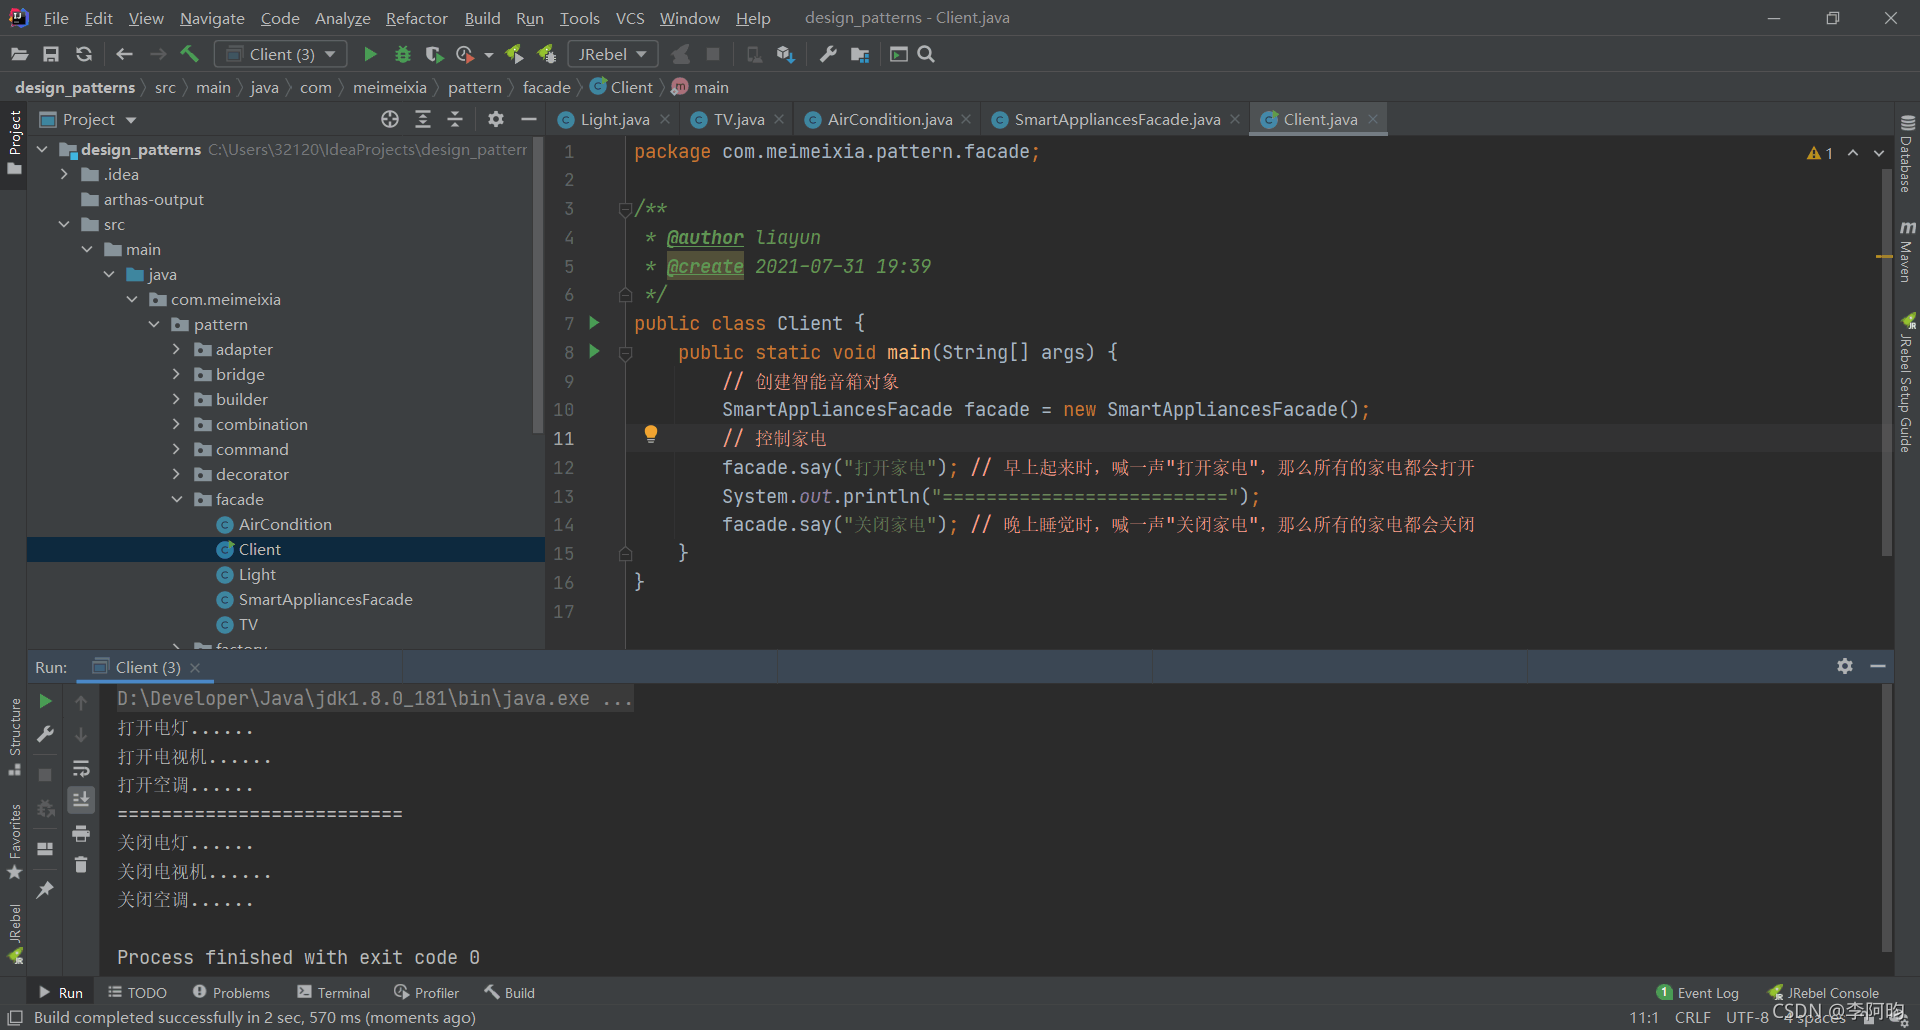 File Edit View Navigate Code Analyze Refactor Build Run Tools VCS Window Help design_patterns - Client.java
Client (3) JRebel
design_patterns src main java com meimeixia pattern facade Client main
Project
Light.java TV.java AirCondition.java SmartAppliancesFacade.java Client.java
Project
design_patterns C:\Users\32120\IdeaProjects\design_patterr
.idea
arthas-output
src
main
java
com.meimeixia
pattern
adapter
bridge
builder
combination
command
decorator
facade
AirCondition
Client
Light
SmartAppliancesFacade
TV
factory
1 package com.meimeixia.pattern.facade;
2
3 /**
4 * @author liayun
5 * @create 2021-07-31 19:39
6 */
7 public class Client {
8 public static void main(String[] args) {
9 // 创建智能音箱对象
10 SmartAppliancesFacade facade = new SmartAppliancesFacade();
11 // 控制家电
12 facade.say("打开家电"); // 早上起来时，喊一声"打开家电"，那么所有的家电都会打开
13 System.out.println("==========================");
14 facade.say("关闭家电"); // 晚上睡觉时，喊一声"关闭家电"，那么所有的家电都会关闭
15 }
16 }
17
1
Database
Maven
JRebel Setup Guide
Run: Client (3)
D:\Developer\Java\jdk1.8.0_181\bin\java.exe ...
打开电灯......
打开电视机......
打开空调......
==========================
关闭电灯......
关闭电视机......
关闭空调......
Process finished with exit code 0
Structure
Favorites
JRebel
Run TODO Problems Terminal Profiler Build 1 Event Log JRebel Console
Build completed successfully in 2 sec, 570 ms (moments ago) 11:1 CRLF UTF-8 4 spaces
CSDN @李阿昀